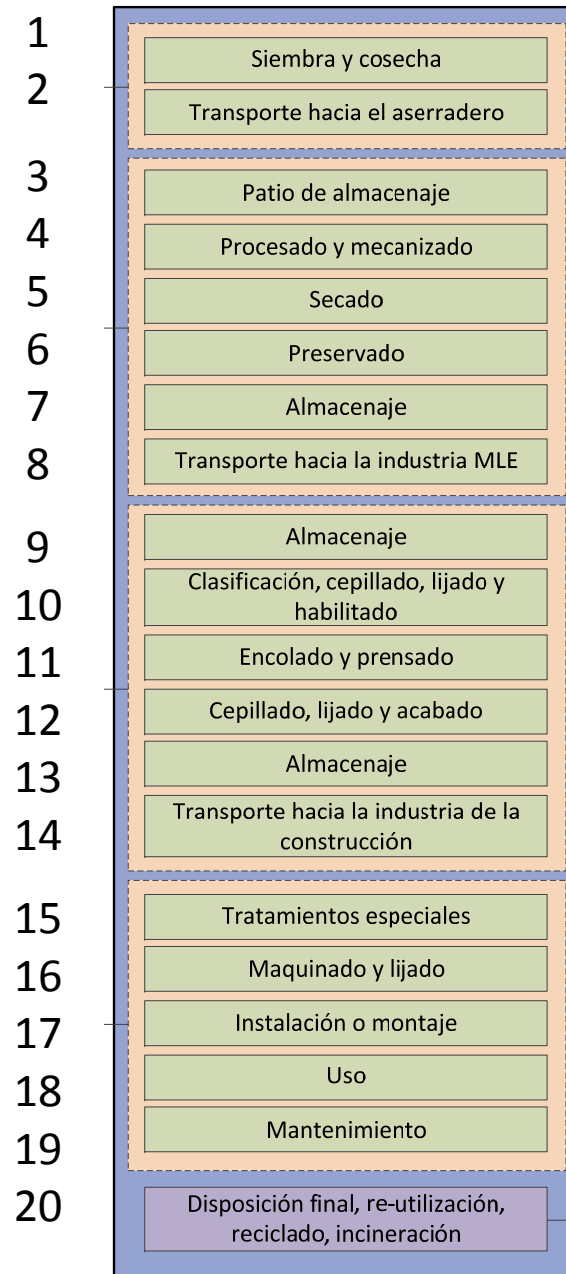 1
Siembra y cosecha
2
Transporte hacia el aserradero
3
Patio de almacenaje
4
Procesado y mecanizado
5
Secado
6
Preservado
7
Almacenaje
8
Transporte hacia la industria MLE
9
Almacenaje
10
Clasificación, cepillado, lijado y
habilitado
11
Encolado y prensado
12
Cepillado, lijado y acabado
13
Almacenaje
14
Transporte hacia la industria de la
construcción
15
Tratamientos especiales
16
Maquinado y lijado
17
Instalación o montaje
18
Uso
19
Mantenimiento
20
Disposición final, re-utilización,
reciclado, incineración